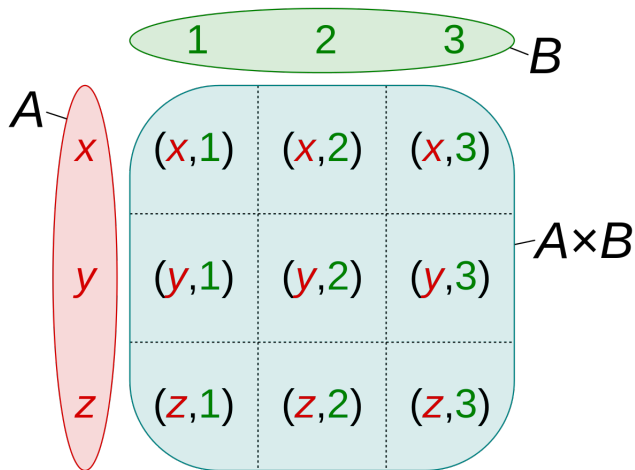 1 2 3
B
A
x (x,1) (x,2) (x,3)
A×B
y (y,1) (y,2) (y,3)
z (z,1) (z,2) (z,3)